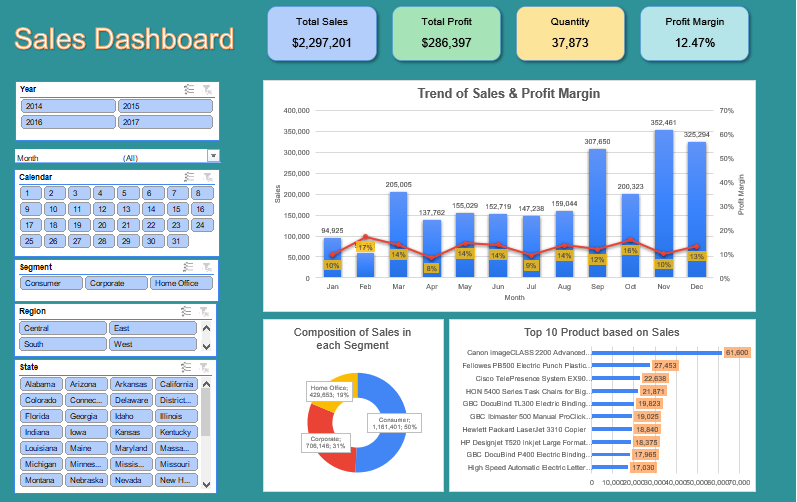 Sales Dashboard
Total Sales
$2,297,201
Total Profit
$286,397
Quantity
37,873
Profit Margin
12.47%
Year
2014 2015
2016 2017
Month (All)
Calendar
1 2 3 4 5 6 7 8
9 10 11 12 13 14 15 16
17 18 19 20 21 22 23 24
25 26 27 28 29 30 31
Segment
Consumer Corporate Home Office
Region
Central East
South West
State
Alabama Arizona Arkansas California
Colorado Connec... Delaware District...
Florida Georgia Idaho Illinois
Indiana Iowa Kansas Kentucky
Louisiana Maine Maryland Massa...
Michigan Minnes... Missis... Missouri
Montana Nebraska Nevada New H...
Trend of Sales & Profit Margin
Sales
400,000
350,000
300,000
250,000
200,000
150,000
100,000
50,000
0
94,925
205,005
137,762
155,029
152,719
147,238
159,044
307,650
200,323
352,461
325,294
10% 17% 14% 8% 14% 14% 9% 14% 12% 16% 10% 13%
70%
60%
50%
40%
30%
20%
10%
0%
Profit Margin
Jan Feb Mar Apr May Jun Jul Aug Sep Oct Nov Dec
Month
Composition of Sales in
each Segment
Home Office;
429,653; 19%
Consumer;
1,161,401; 50%
Corporate;
706,146; 31%
Top 10 Product based on Sales
Canon imageCLASS 2200 Advanced... 61,600
Fellowes PB500 Electric Punch Plastic... 27,453
Cisco TelePresence System EX90... 22,638
HON 5400 Series Task Chairs for Big... 21,871
GBC DocuBind TL300 Electric Binding... 19,823
GBC Ibimaster 500 Manual ProClick... 19,025
Hewlett Packard LaserJet 3310 Copier 18,840
HP Designjet T520 Inkjet Large Format... 18,375
GBC DocuBind P400 Electric Binding... 17,965
High Speed Automatic Electric Letter... 17,030
0 10,000 20,000 30,000 40,000 50,000 60,000 70,000